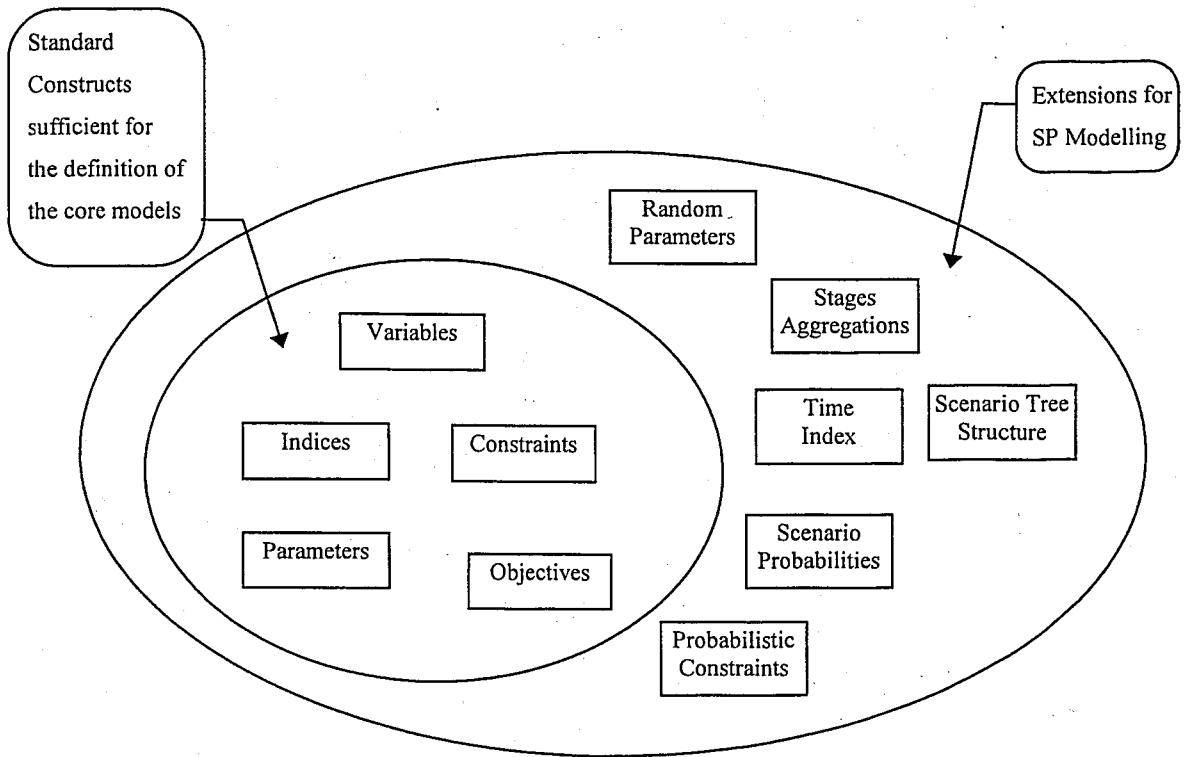 Standard
Constructs
sufficient for
the definition of
the core models
Extensions for
SP Modelling
Random
Parameters
Stages
Aggregations
Variables
Time
Index
Scenario Tree
Structure
Indices
Constraints
Scenario
Probabilities
Parameters
Objectives
Probabilistic
Constraints